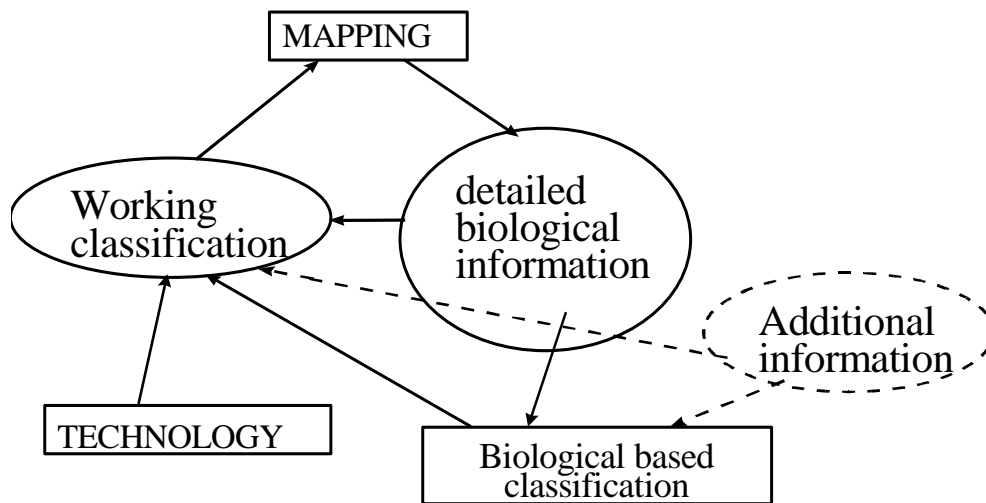 MAPPING
Working
classification
detailed
biological
information
Additional
information
TECHNOLOGY
Biological based
classification